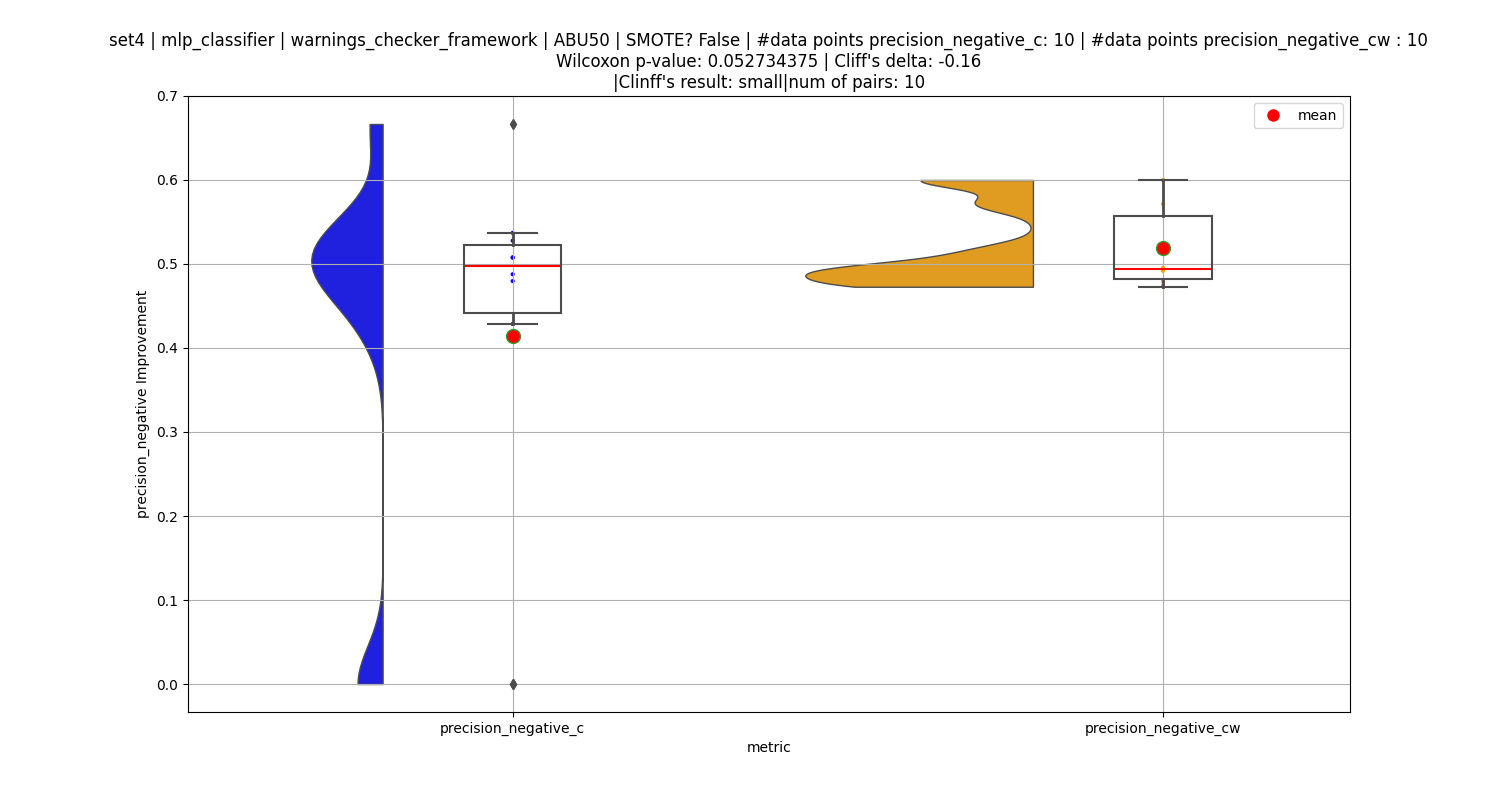 set4 | mlp_classifier | warnings_checker_framework | ABU50 | SMOTE? False | #data points precision_negative_c: 10 | #data points precision_negative_cw : 10
Wilcoxon p-value: 0.052734375 | Cliff's delta: -0.16
|Clinff's result: small|num of pairs: 10
mean
0.7
0.6
0.5
0.4
0.3
0.2
0.1
0.0
precision_negative Improvement
precision_negative_c
precision_negative_cw
metric